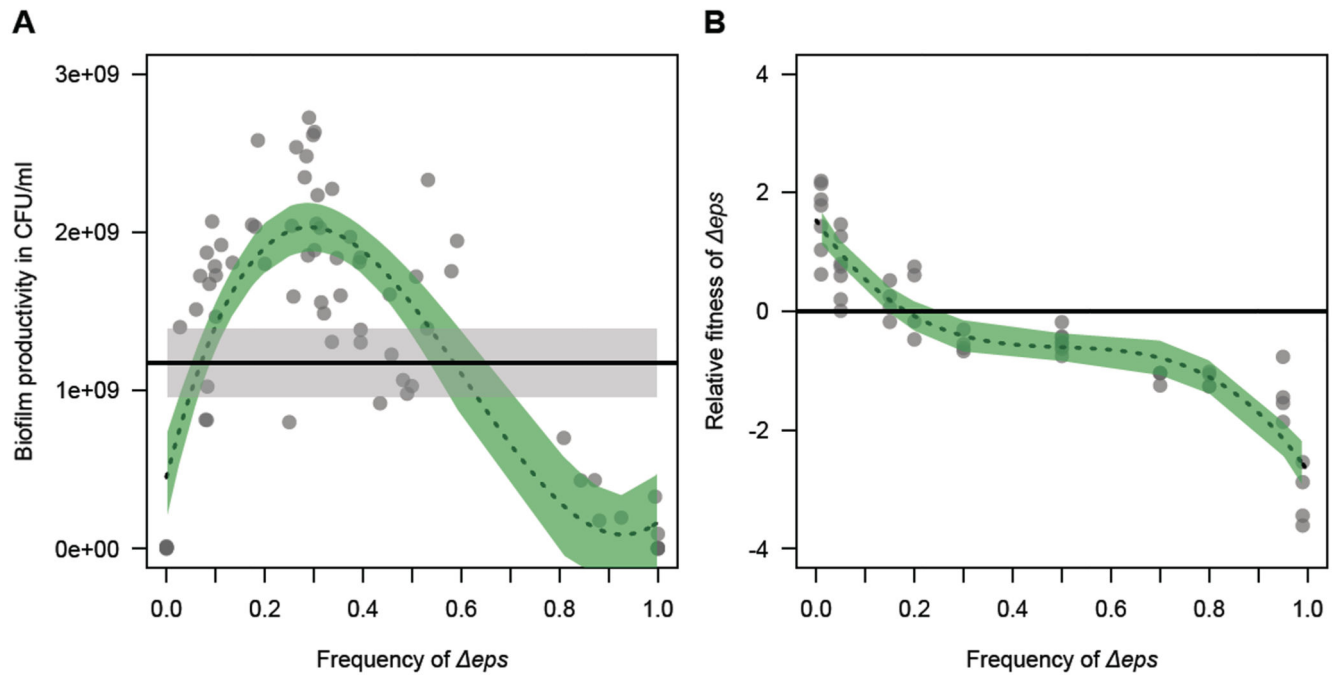 A
Biofilm productivity in CFU/ml
3e+09
2e+09
1e+09
0e+00
0.0 0.2 0.4 0.6 0.8 1.0
Frequency of Δeps
B
Relative fitness of Δeps
4
2
0
-2
-4
0.0 0.2 0.4 0.6 0.8 1.0
Frequency of Δeps